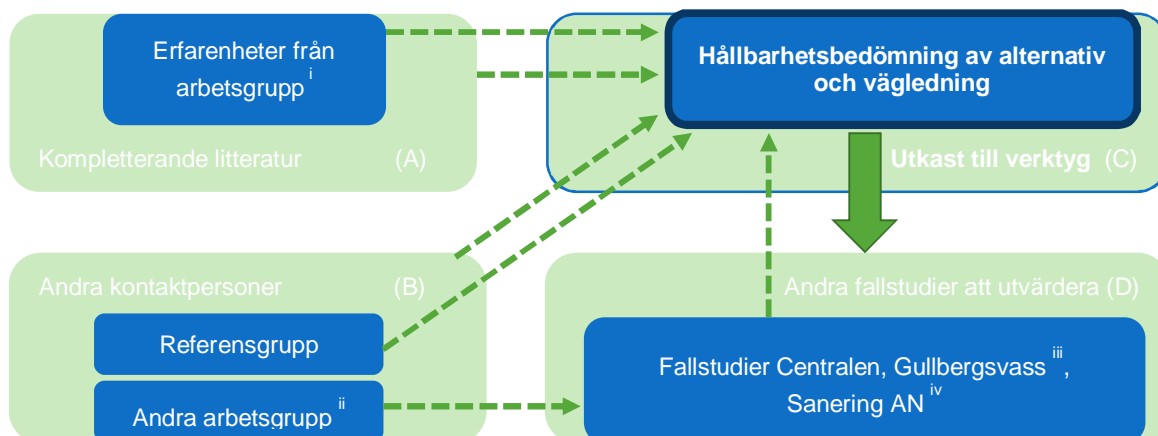 Erfarenheter från
arbetsgrupp i
Kompletterande litteratur (A)
Hållbarhetsbedömning av alternativ
och vägledning
Utkast till verktyg (C)
Andra kontaktpersoner (B)
Referensgrupp
Andra arbetsgrupp ii
Andra fallstudier att utvärdera (D)
Fallstudier Centralen, Gullbergsvass iii,
Sanering AN iv